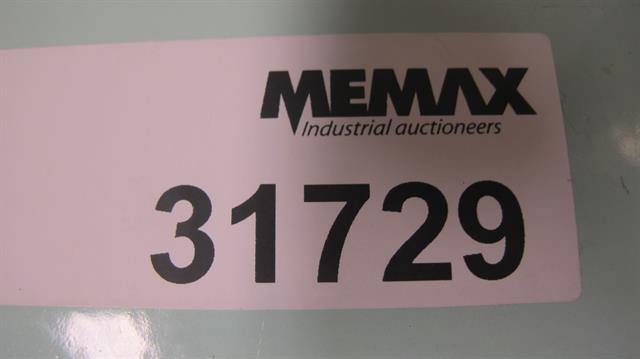 MEMAX
Industrial auctioneers
31729